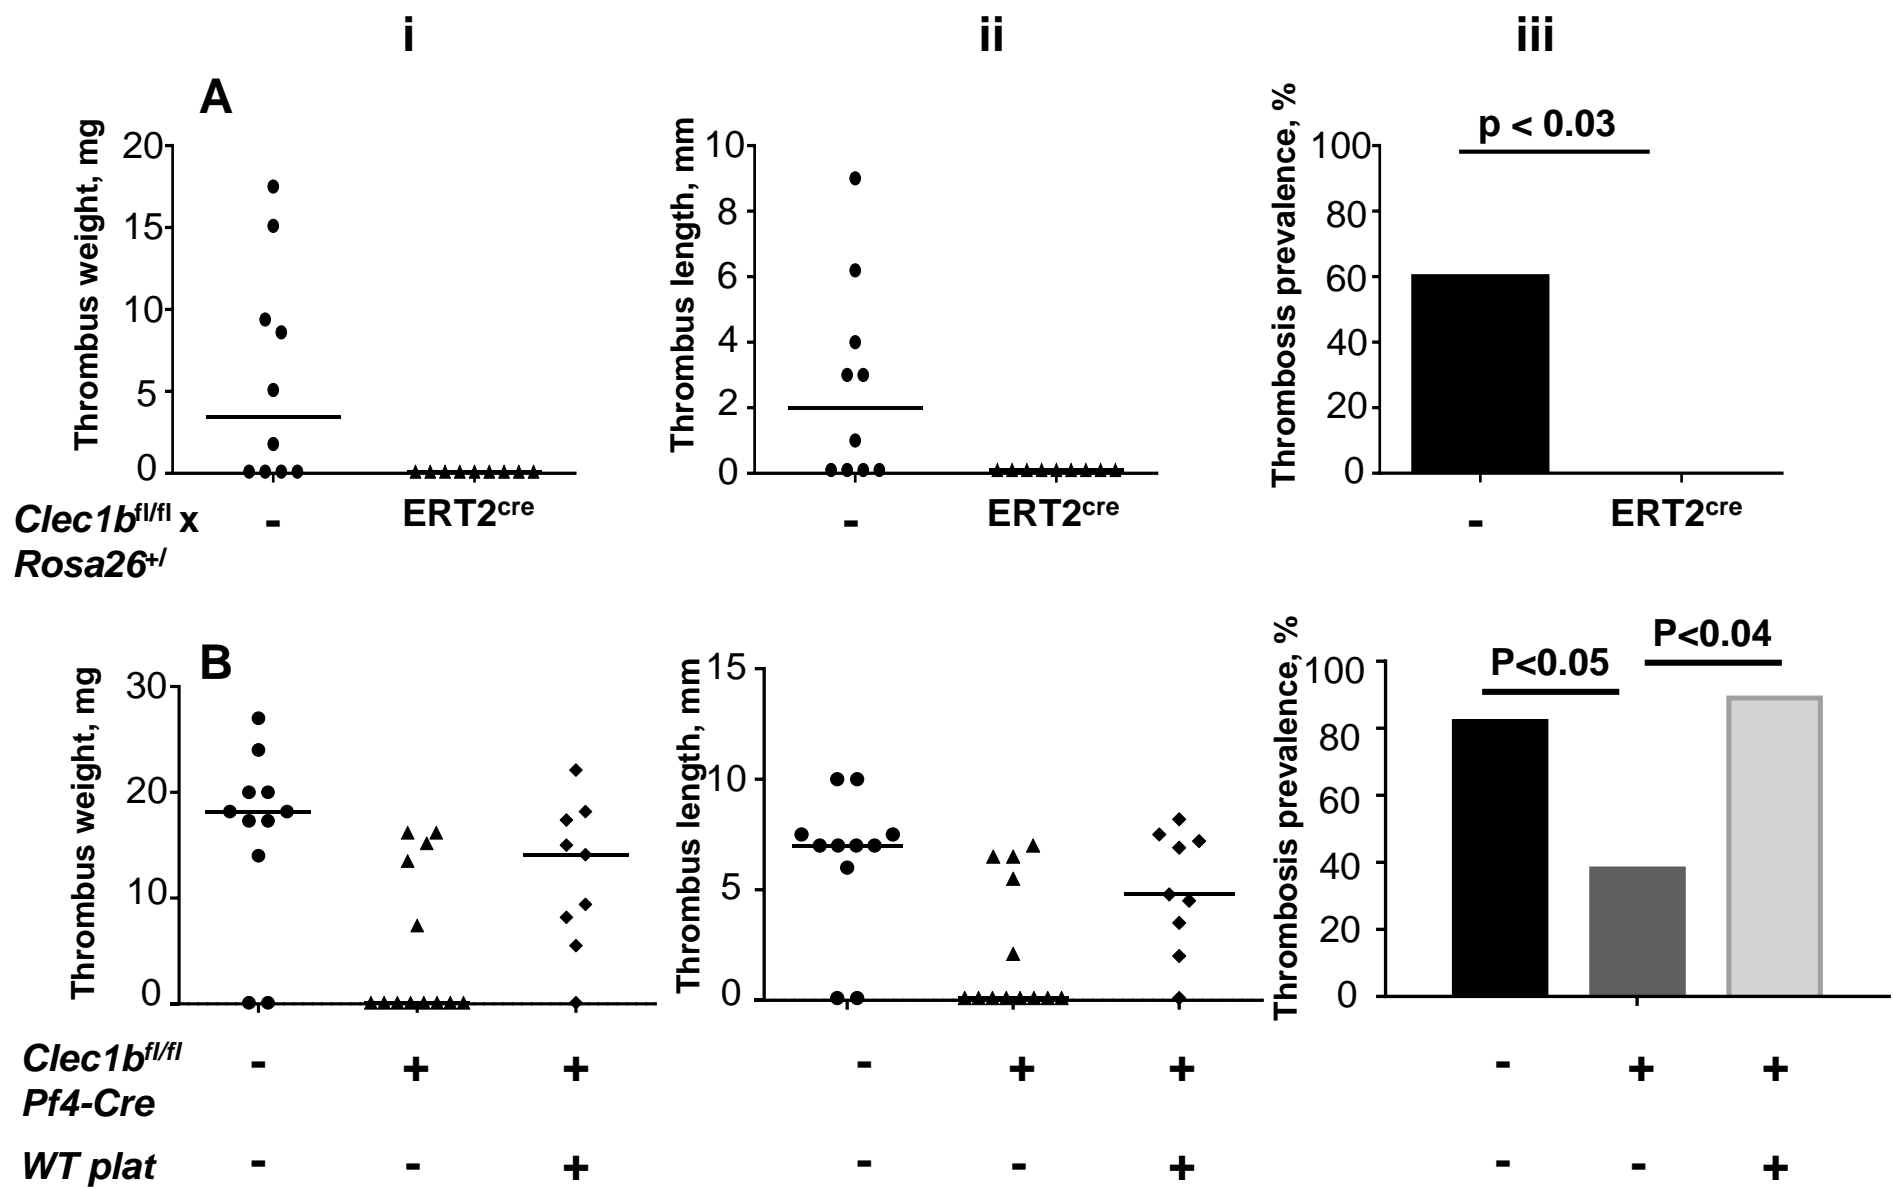 i
ii
iii
A
Thrombus weight, mg
20
15
10
5
0
-
ERT2cre
Clec1bfl/fl x
Rosa26+/
Thrombus length, mm
10
8
6
4
2
0
-
ERT2cre
Thrombosis prevalence, %
100
80
60
40
20
0
p < 0.03
-
ERT2cre
B
Thrombus weight, mg
30
20
10
0
Thrombus length, mm
15
10
5
0
Thrombosis prevalence, %
100
80
60
40
20
0
P<0.05
P<0.04
Clec1bfl/fl
Pf4-Cre
- + + - + + - + +
WT plat - - + - - + - - +